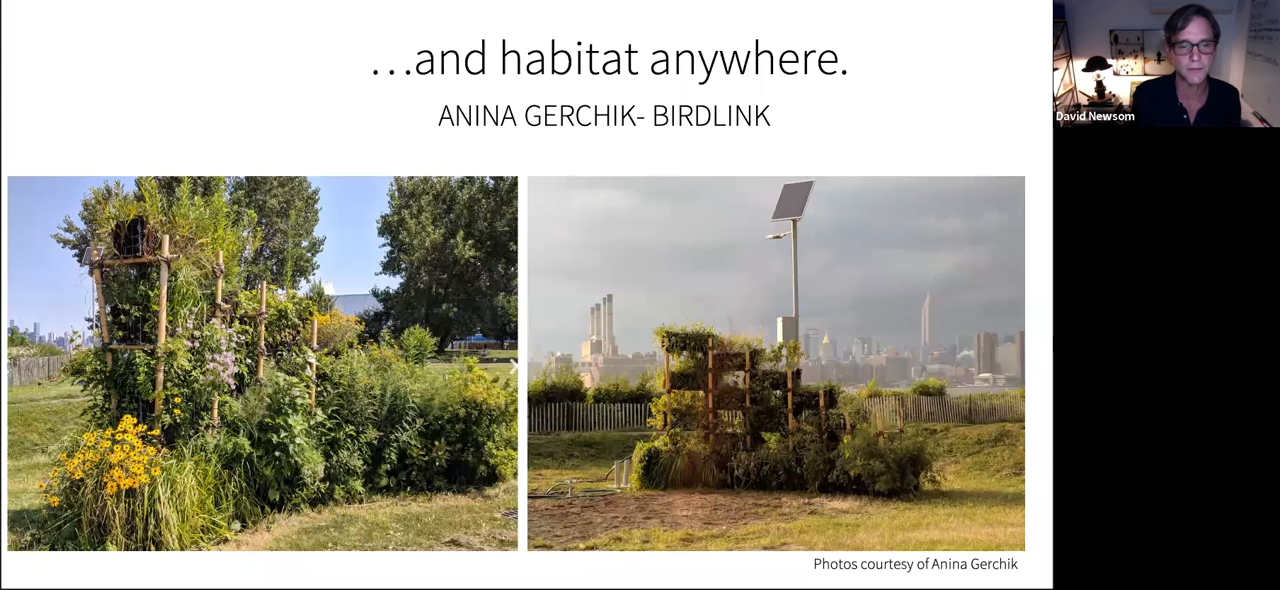 ...and habitat anywhere.
ANINA GERCHIK- BIRDLINK
David Newsom
Photos courtesy of Anina Gerchik